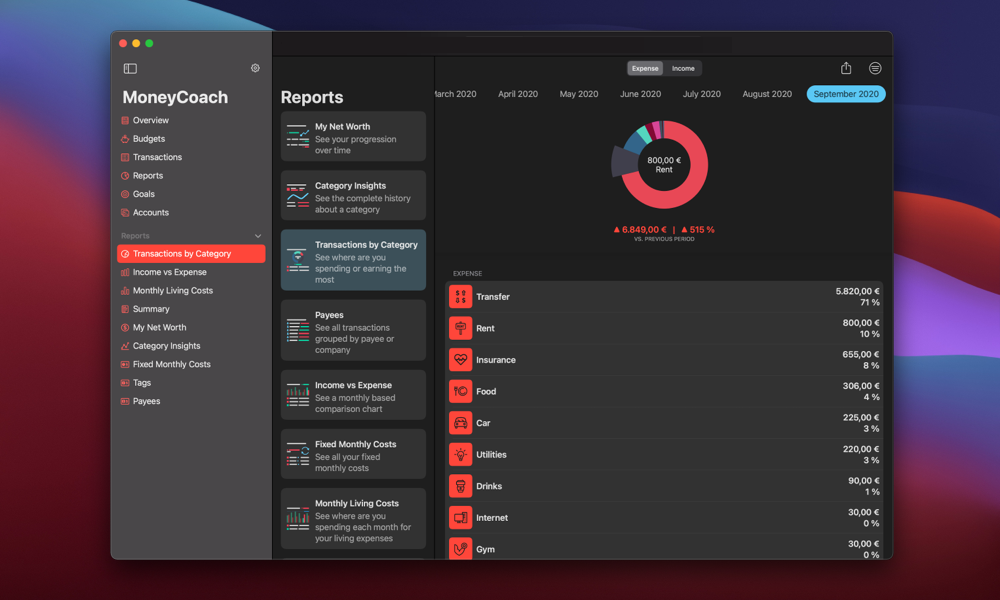 MoneyCoach
Overview
Budgets
Transactions
Reports
Goals
Accounts
Reports
Transactions by Category
Income vs Expense
Monthly Living Costs
Summary
My Net Worth
Category Insights
Fixed Monthly Costs
Tags
Payees
Reports
My Net Worth
See your progression
over time
Category Insights
See the complete history
about a category
Transactions by Category
See where are you
spending or earning the
most
Payees
See all transactions
grouped by payee or
company
Income vs Expense
See a monthly based
comparison chart
Fixed Monthly Costs
See all your fixed
monthly costs
Monthly Living Costs
See where are you
spending each month for
your living expenses
Expense Income
March 2020 April 2020 May 2020 June 2020 July 2020 August 2020 September 2020
800,00 €
Rent
▲ 6.849,00 € | ▲ 515 %
VS. PREVIOUS PERIOD
EXPENSE
Transfer 5.820,00 €
71 %
Rent 800,00 €
10 %
Insurance 655,00 €
8 %
Food 306,00 €
4 %
Car 225,00 €
3 %
Utilities 220,00 €
3 %
Drinks 90,00 €
1 %
Internet 30,00 €
0 %
Gym 30,00 €
0 %